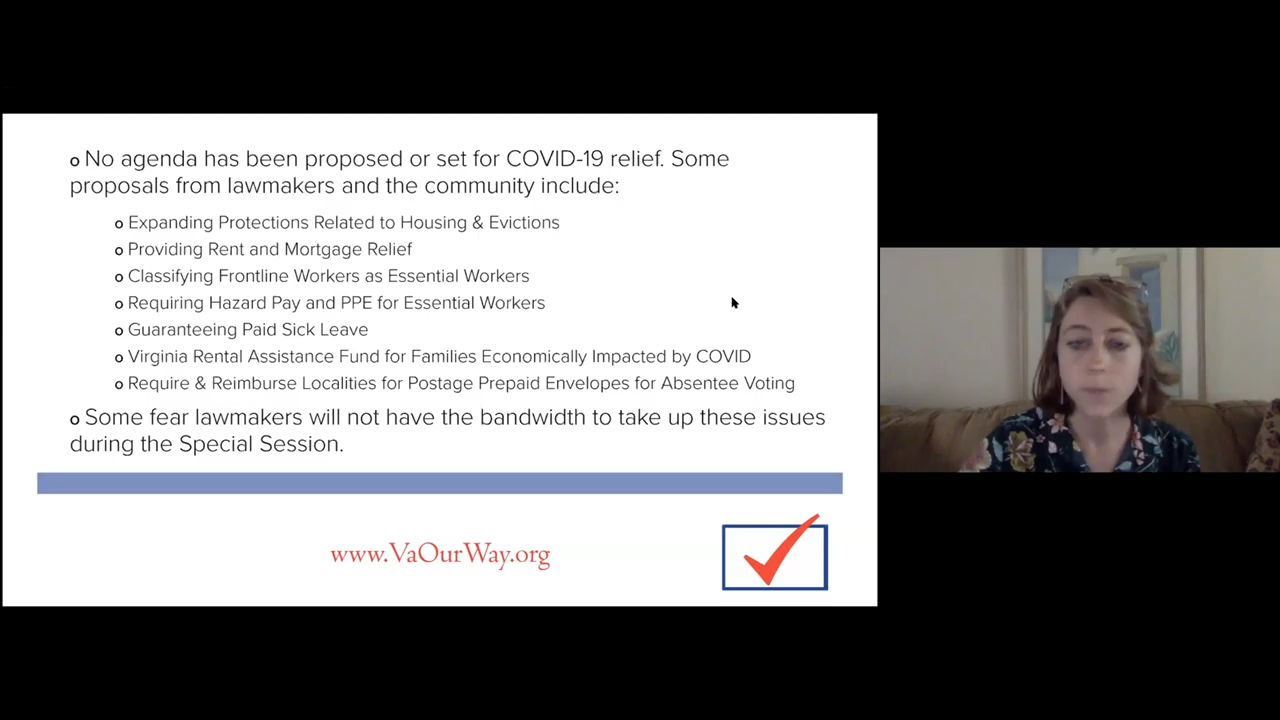 o No agenda has been proposed or set for COVID-19 relief. Some
proposals from lawmakers and the community include:
o Expanding Protections Related to Housing & Evictions
o Providing Rent and Mortgage Relief
o Classifying Frontline Workers as Essential Workers
o Requiring Hazard Pay and PPE for Essential Workers
o Guaranteeing Paid Sick Leave
o Virginia Rental Assistance Fund for Families Economically Impacted by COVID
o Require & Reimburse Localities for Postage Prepaid Envelopes for Absentee Voting
o Some fear lawmakers will not have the bandwidth to take up these issues
during the Special Session.
www.VaOurWay.org